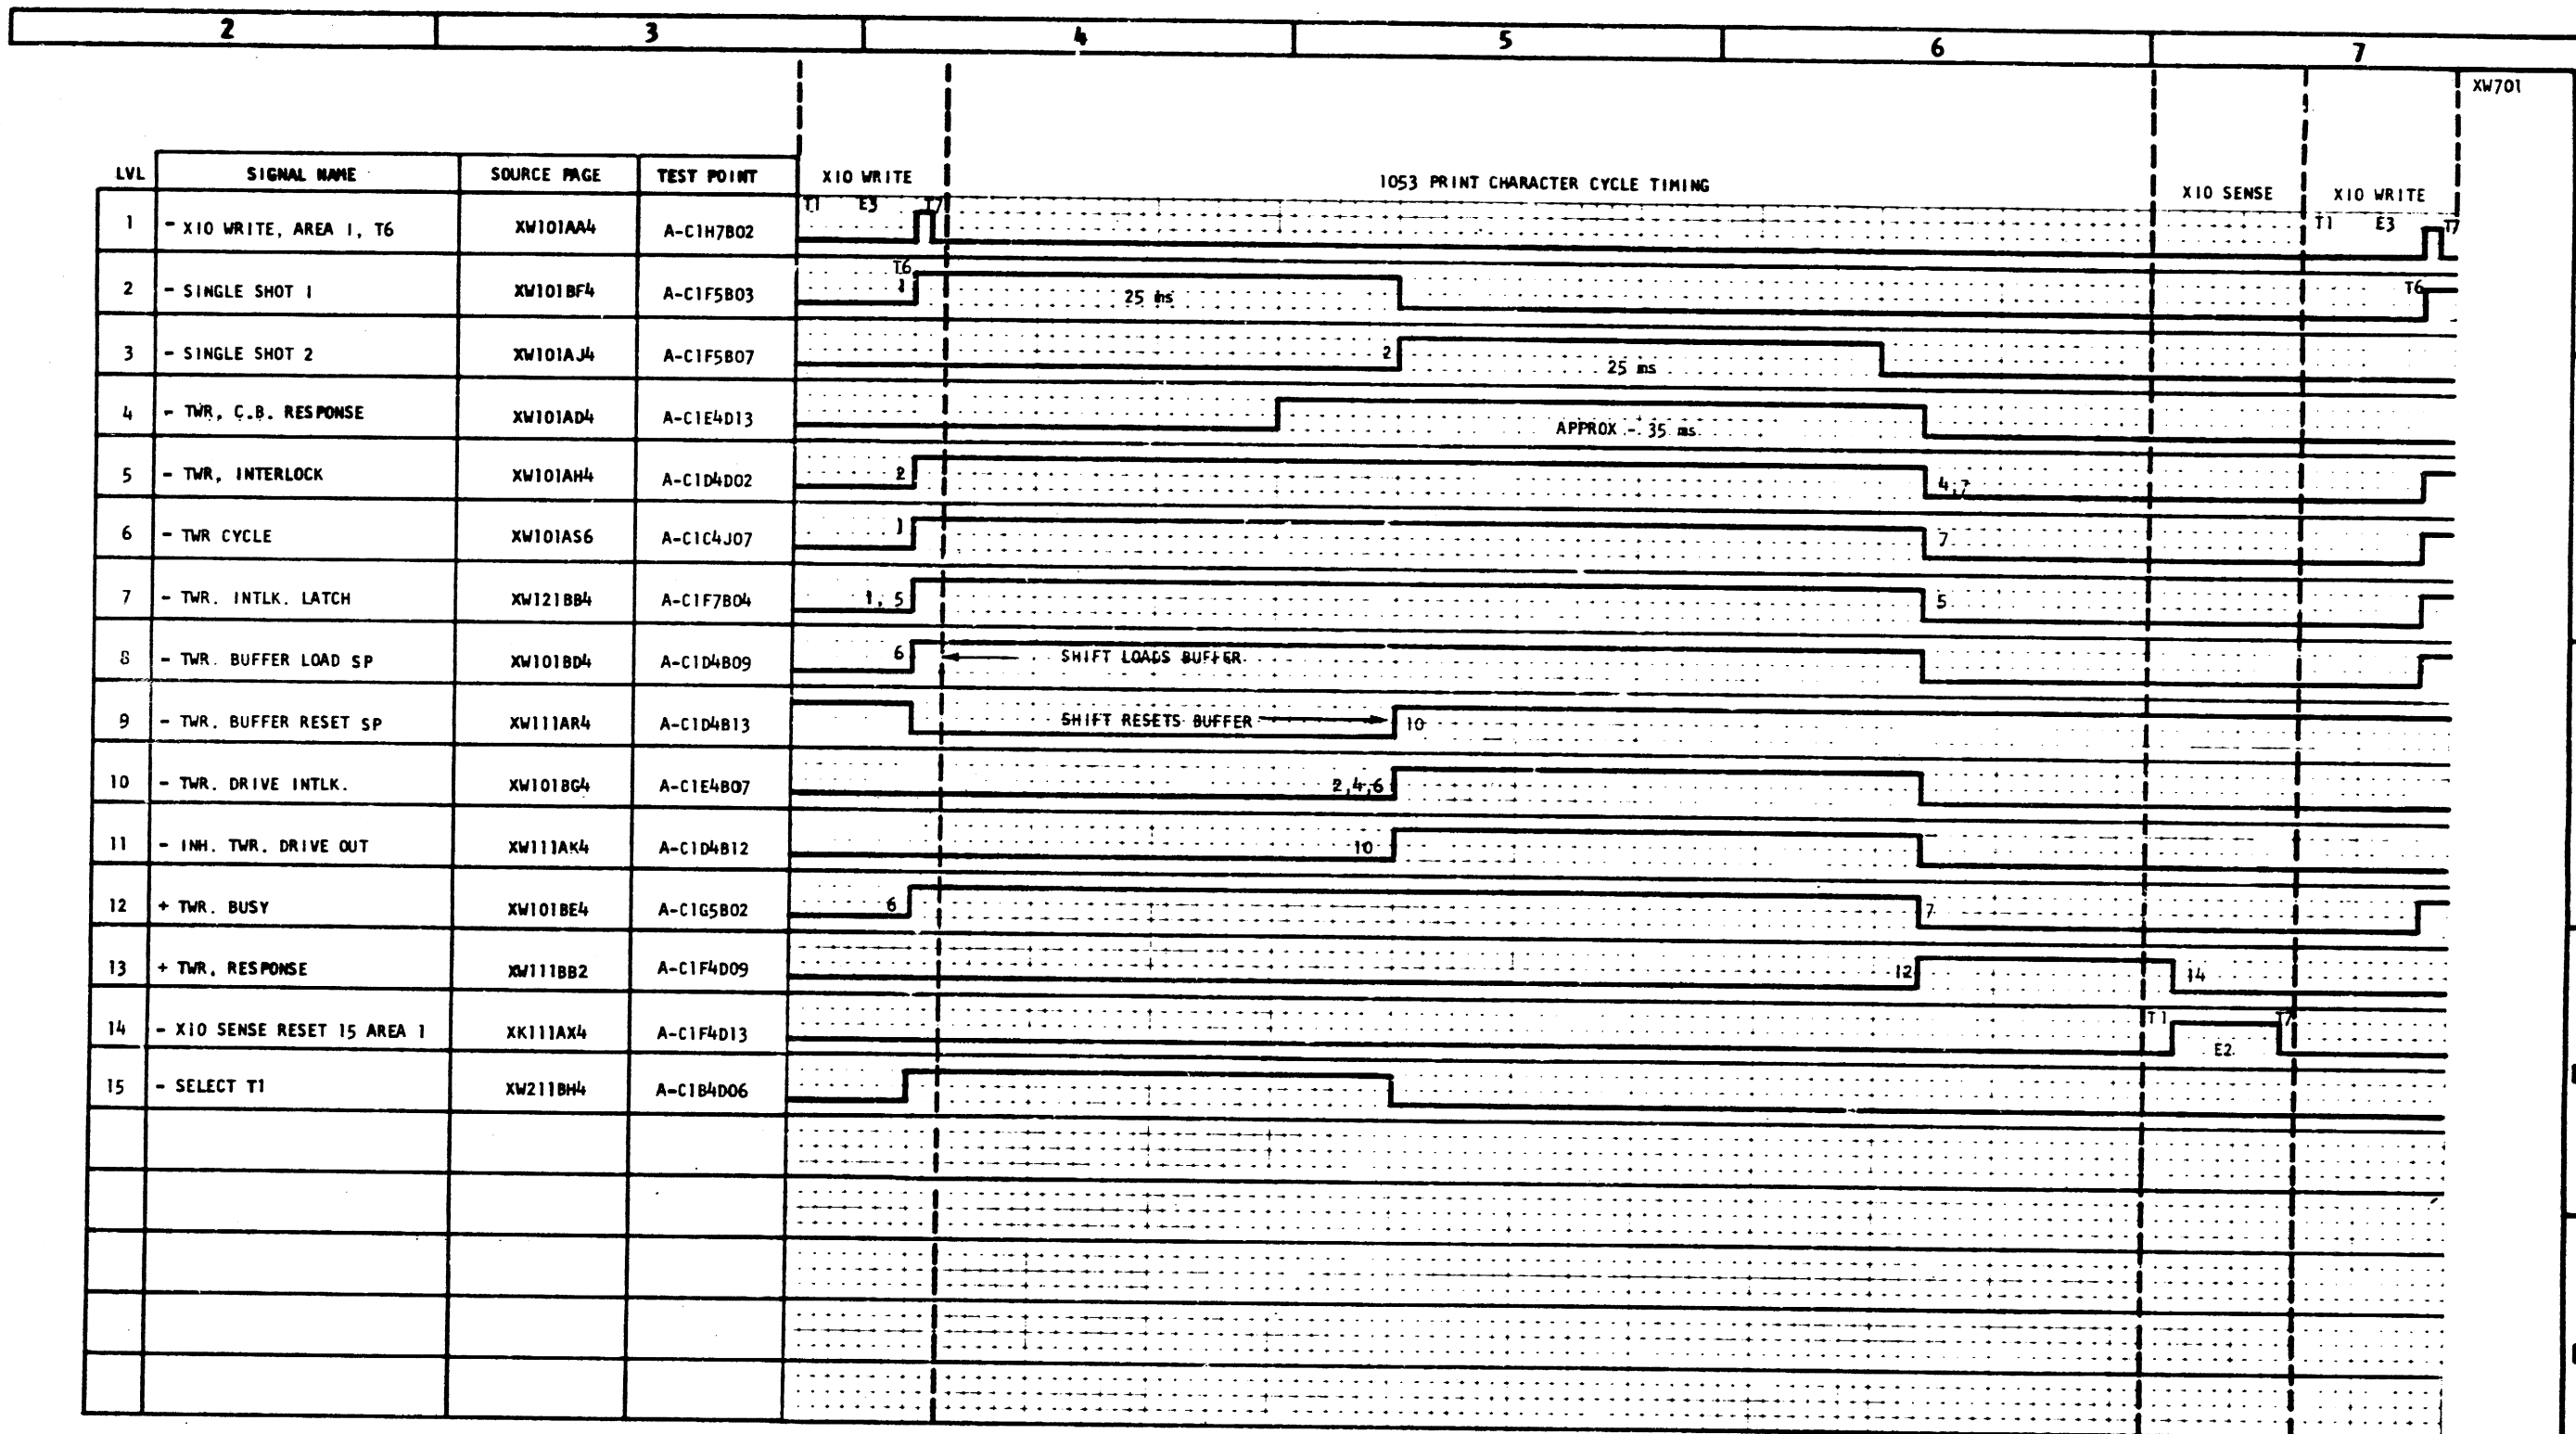 2 3 4 5 6 7
XW701
LVL SIGNAL NAME SOURCE PAGE TEST POINT XIO WRITE 1053 PRINT CHARACTER CYCLE TIMING XIO SENSE XIO WRITE
T1 E3 T7 T1 E3 T7
1 - XIO WRITE, AREA 1, T6 XW101AA4 A-C1H7B02
T6 T6
2 - SINGLE SHOT 1 XW101BF4 A-C1F5B03 1 25 ms
3 - SINGLE SHOT 2 XW101AJ4 A-C1F5B07 2 25 ms
4 - TWR, C.B. RESPONSE XW101AD4 A-C1E4D13 APPROX - 35 ms
5 - TWR, INTERLOCK XW101AH4 A-C1D4D02 2 4,7
6 - TWR CYCLE XW101AS6 A-C1C4J07 1 7
7 - TWR. INTLK. LATCH XW121BB4 A-C1F7B04 1, 5 5
8 - TWR. BUFFER LOAD SP XW101BD4 A-C1D4B09 6 SHIFT LOADS BUFFER
9 - TWR. BUFFER RESET SP XW111AR4 A-C1D4B13 SHIFT RESETS BUFFER 10
10 - TWR. DRIVE INTLK. XW101BG4 A-C1E4B07 2,4,6
11 - INH. TWR. DRIVE OUT XW111AK4 A-C1D4B12 10
12 + TWR. BUSY XW101BE4 A-C1G5B02 6 7
13 + TWR, RESPONSE XW111BB2 A-C1F4D09 12 14
T1 T7
14 - XIO SENSE RESET 15 AREA 1 XK111AX4 A-C1F4D13 E2
15 - SELECT T1 XW211BH4 A-C1B4D06